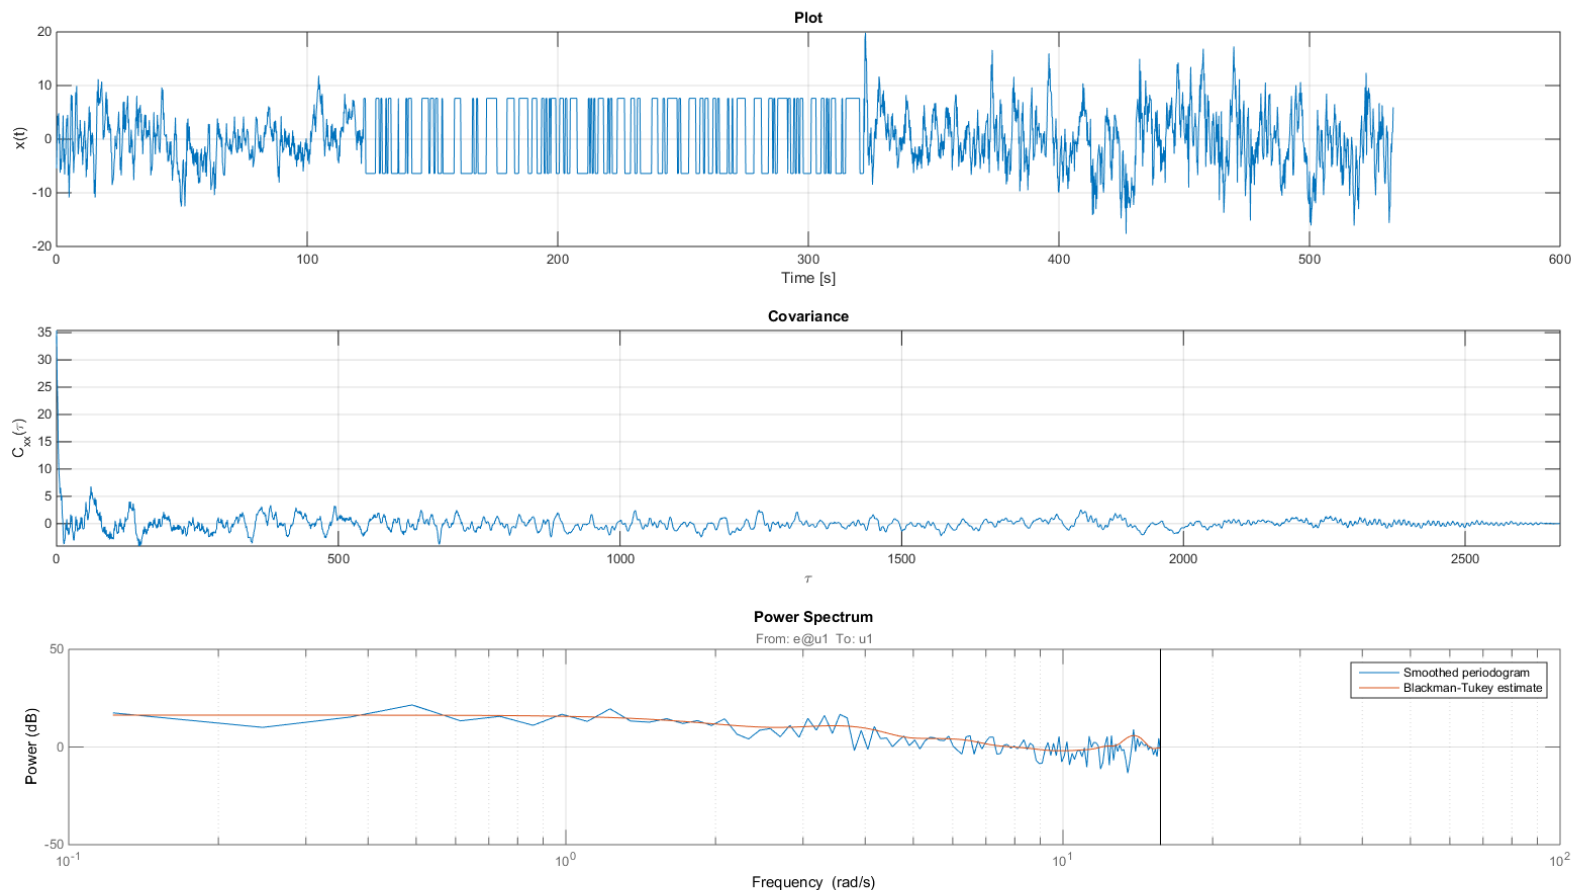 Plot
20
10
0
-10
-20
x(t)
0 100 200 300 400 500 600
Time [s]
Covariance
35
30
25
20
15
10
5
0
Cxx(τ)
0 500 1000 1500 2000 2500
τ
Power Spectrum
From: e@u1 To: u1
50
0
-50
Power (dB)
Smoothed periodogram
Blackman-Tukey estimate
10^-1 10^0 10^1 10^2
Frequency (rad/s)